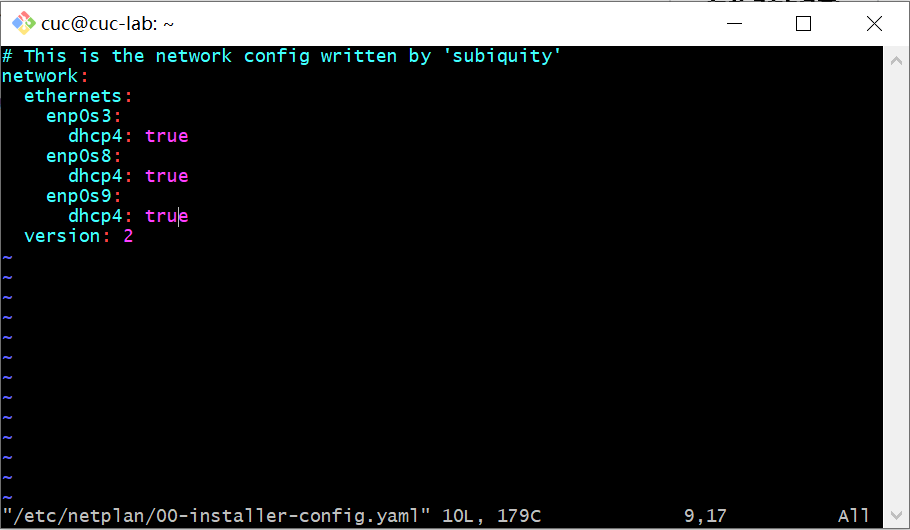 cuc@cuc-lab: ~
# This is the network config written by 'subiquity'
network:
  ethernets:
    enp0s3:
      dhcp4: true
    enp0s8:
      dhcp4: true
    enp0s9:
      dhcp4: true
  version: 2
~
~
~
~
~
~
~
~
~
~
~
~
~
"/etc/netplan/00-installer-config.yaml" 10L, 179C 9,17 All